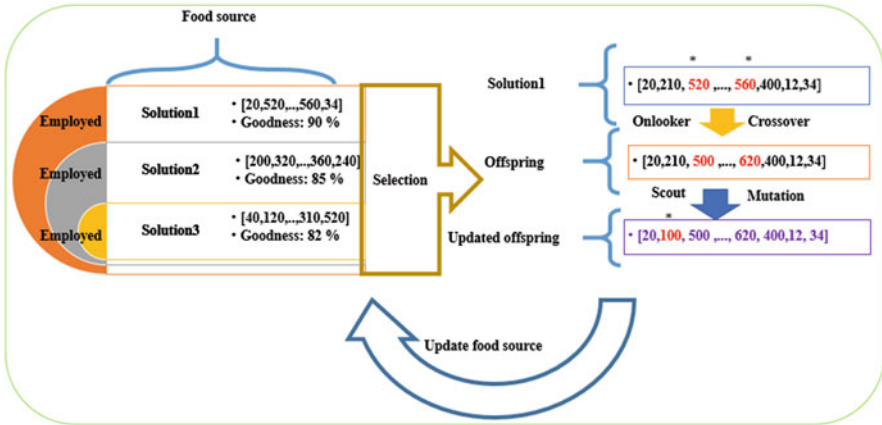 Food source
Employed
Solution1
• [20,520,..,560,34]
• Goodness: 90 %
Employed
Solution2
• [200,320,..,360,240]
• Goodness: 85 %
Employed
Solution3
• [40,120,..,310,520]
• Goodness: 82 %
Selection
Solution1
* *
• [20,210, 520 ,..., 560,400,12,34]
Onlooker Crossover
Offspring
• [20,210, 500 ,..., 620,400,12,34]
Scout Mutation
Updated offspring
*
• [20,100, 500 ,..., 620, 400,12, 34]
Update food source